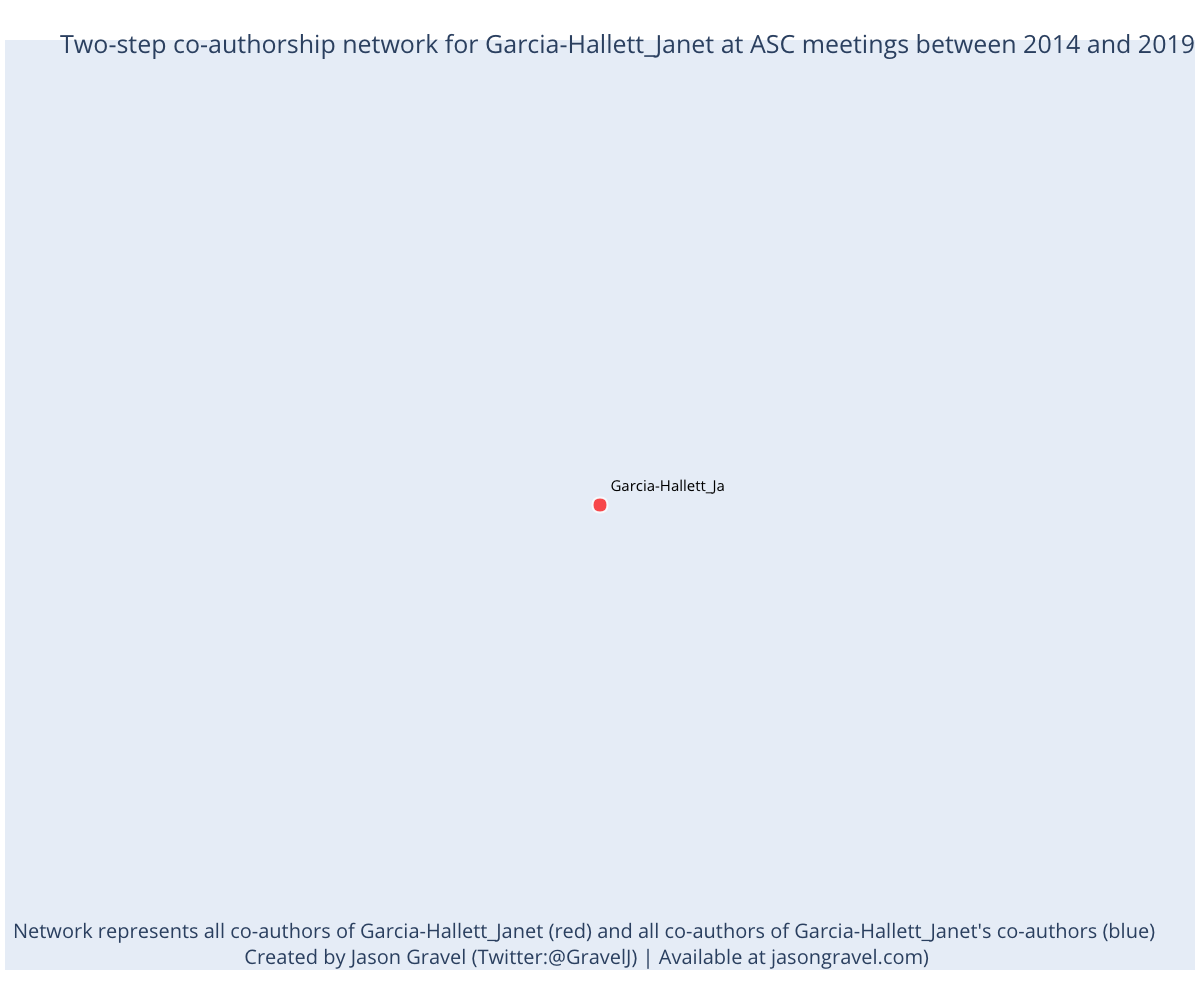 Two-step co-authorship network for Garcia-Hallett_Janet at ASC meetings between 2014 and 2019
Garcia-Hallett_Ja
Network represents all co-authors of Garcia-Hallett_Janet (red) and all co-authors of Garcia-Hallett_Janet's co-authors (blue)
Created by Jason Gravel (Twitter:@GravelJ) | Available at jasongravel.com)